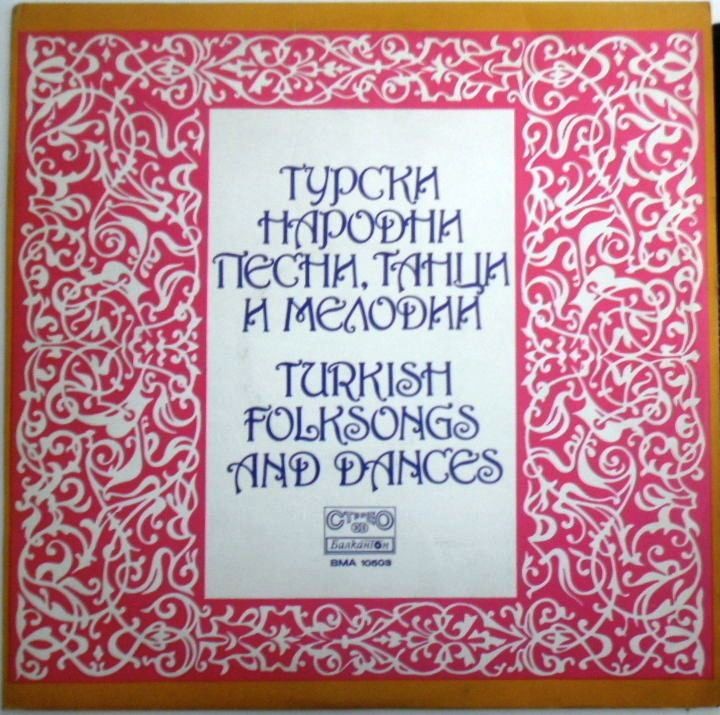 ТУРСКИ
НАРОДНИ
ПЕСНИ, ТАНЦИ
И МЕЛОДИИ
TURKISH
FOLKSONGS
AND DANCES
СТЕРЕО
Балкантон
ВМА 10503